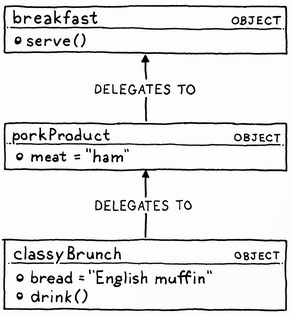 breakfast OBJECT
serve()
DELEGATES TO
porkProduct OBJECT
meat = "ham"
DELEGATES TO
classyBrunch OBJECT
bread = "English muffin"
drink()